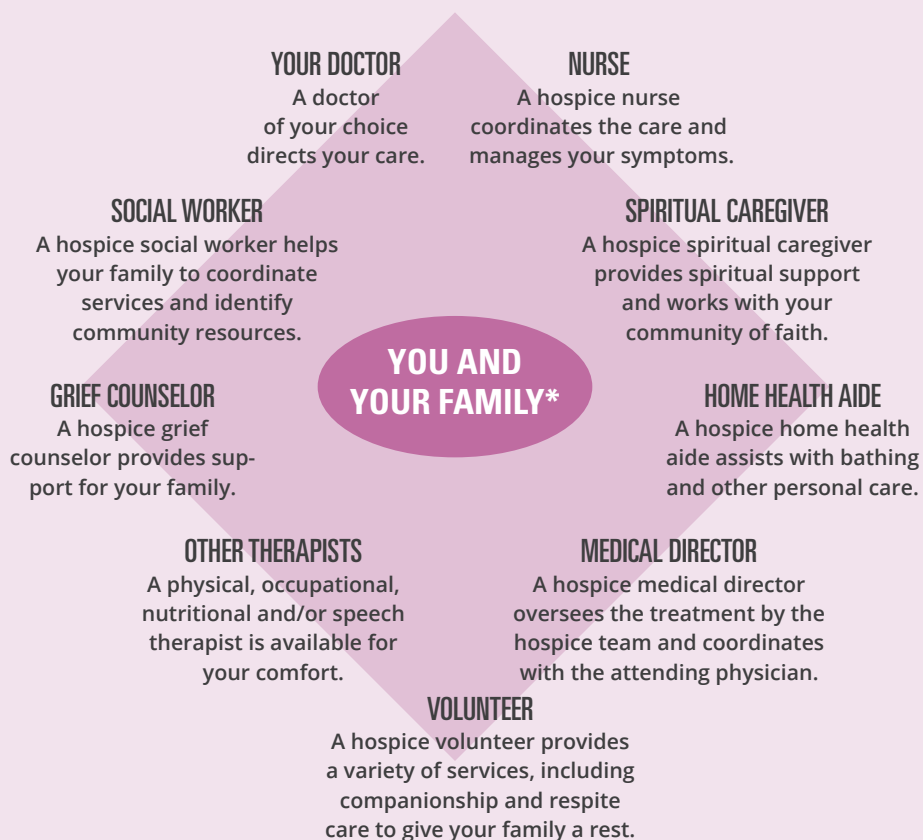 YOUR DOCTOR
A doctor
of your choice
directs your care.
NURSE
A hospice nurse
coordinates the care and
manages your symptoms.
SOCIAL WORKER
A hospice social worker helps
your family to coordinate
services and identify
community resources.
SPIRITUAL CAREGIVER
A hospice spiritual caregiver
provides spiritual support
and works with your
community of faith.
YOU AND
YOUR FAMILY*
GRIEF COUNSELOR
A hospice grief
counselor provides sup-
port for your family.
HOME HEALTH AIDE
A hospice home health
aide assists with bathing
and other personal care.
OTHER THERAPISTS
A physical, occupational,
nutritional and/or speech
therapist is available for
your comfort.
MEDICAL DIRECTOR
A hospice medical director
oversees the treatment by the
hospice team and coordinates
with the attending physician.
VOLUNTEER
A hospice volunteer provides
a variety of services, including
companionship and respite
care to give your family a rest.